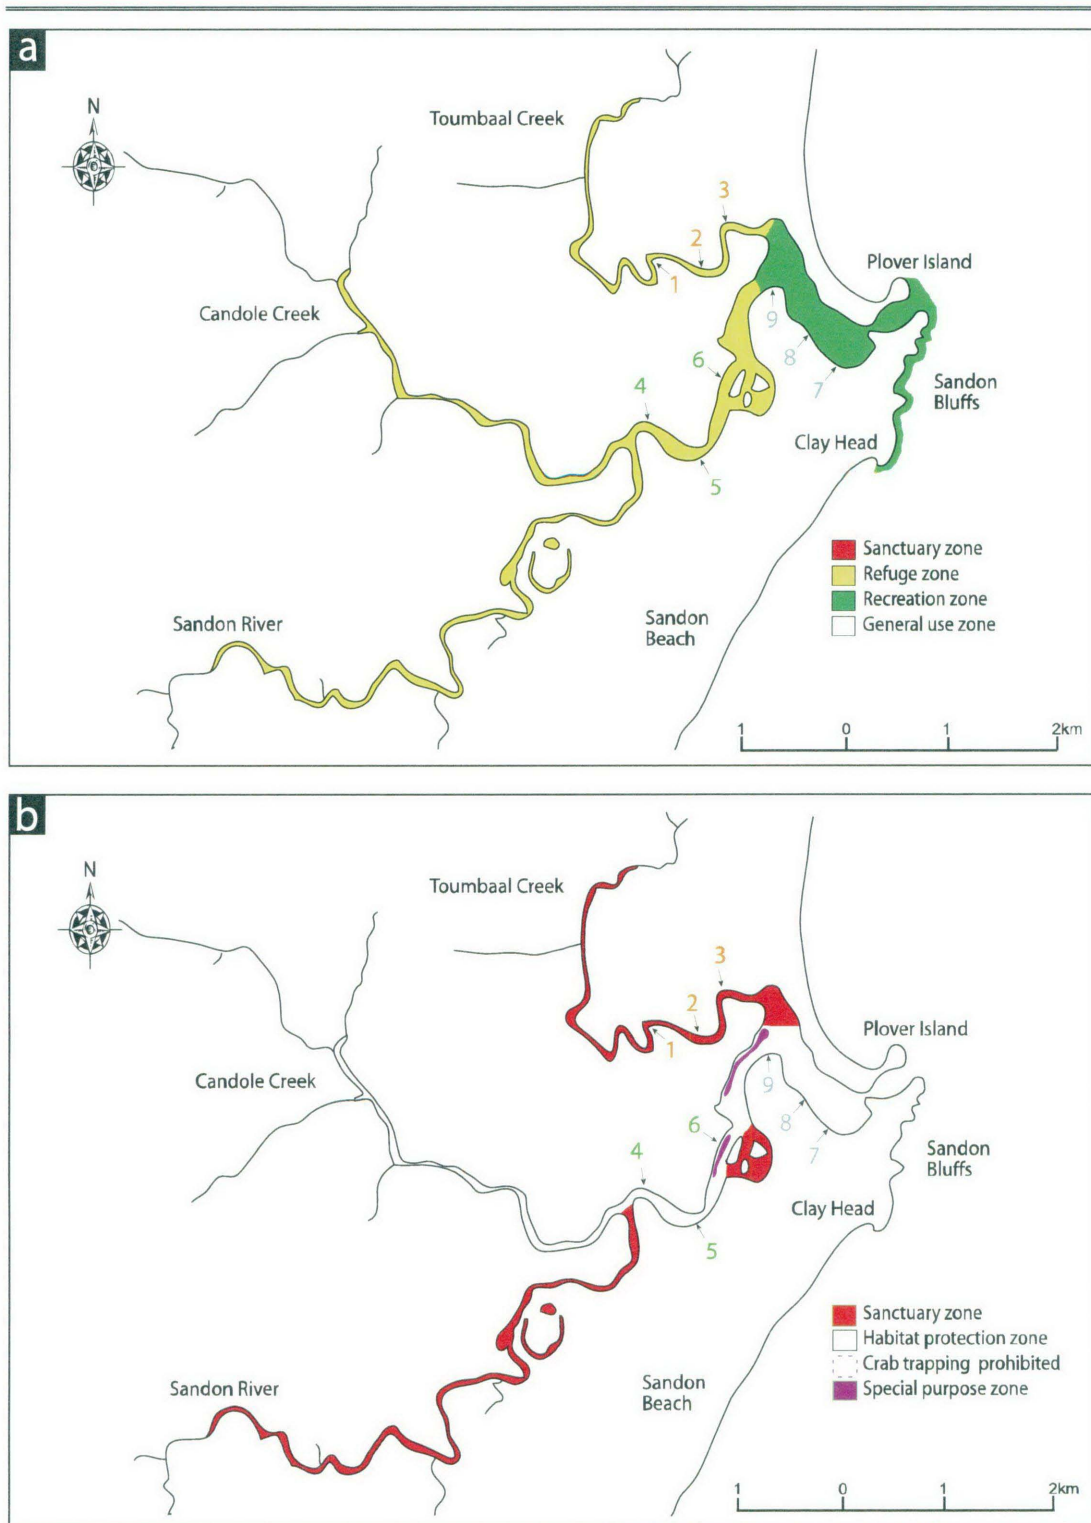 a
N
Toumbaal Creek
3
2
1
Plover Island
Candole Creek
9
8
7
6
4
5
Sandon
Bluffs
Clay Head
Sanctuary zone
Refuge zone
Recreation zone
General use zone
Sandon River
Sandon
Beach
1 0 1 2km
b
N
Toumbaal Creek
3
2
1
Plover Island
Candole Creek
9
8
7
6
4
5
Sandon
Bluffs
Clay Head
Sanctuary zone
Habitat protection zone
Crab trapping prohibited
Special purpose zone
Sandon River
Sandon
Beach
1 0 1 2km